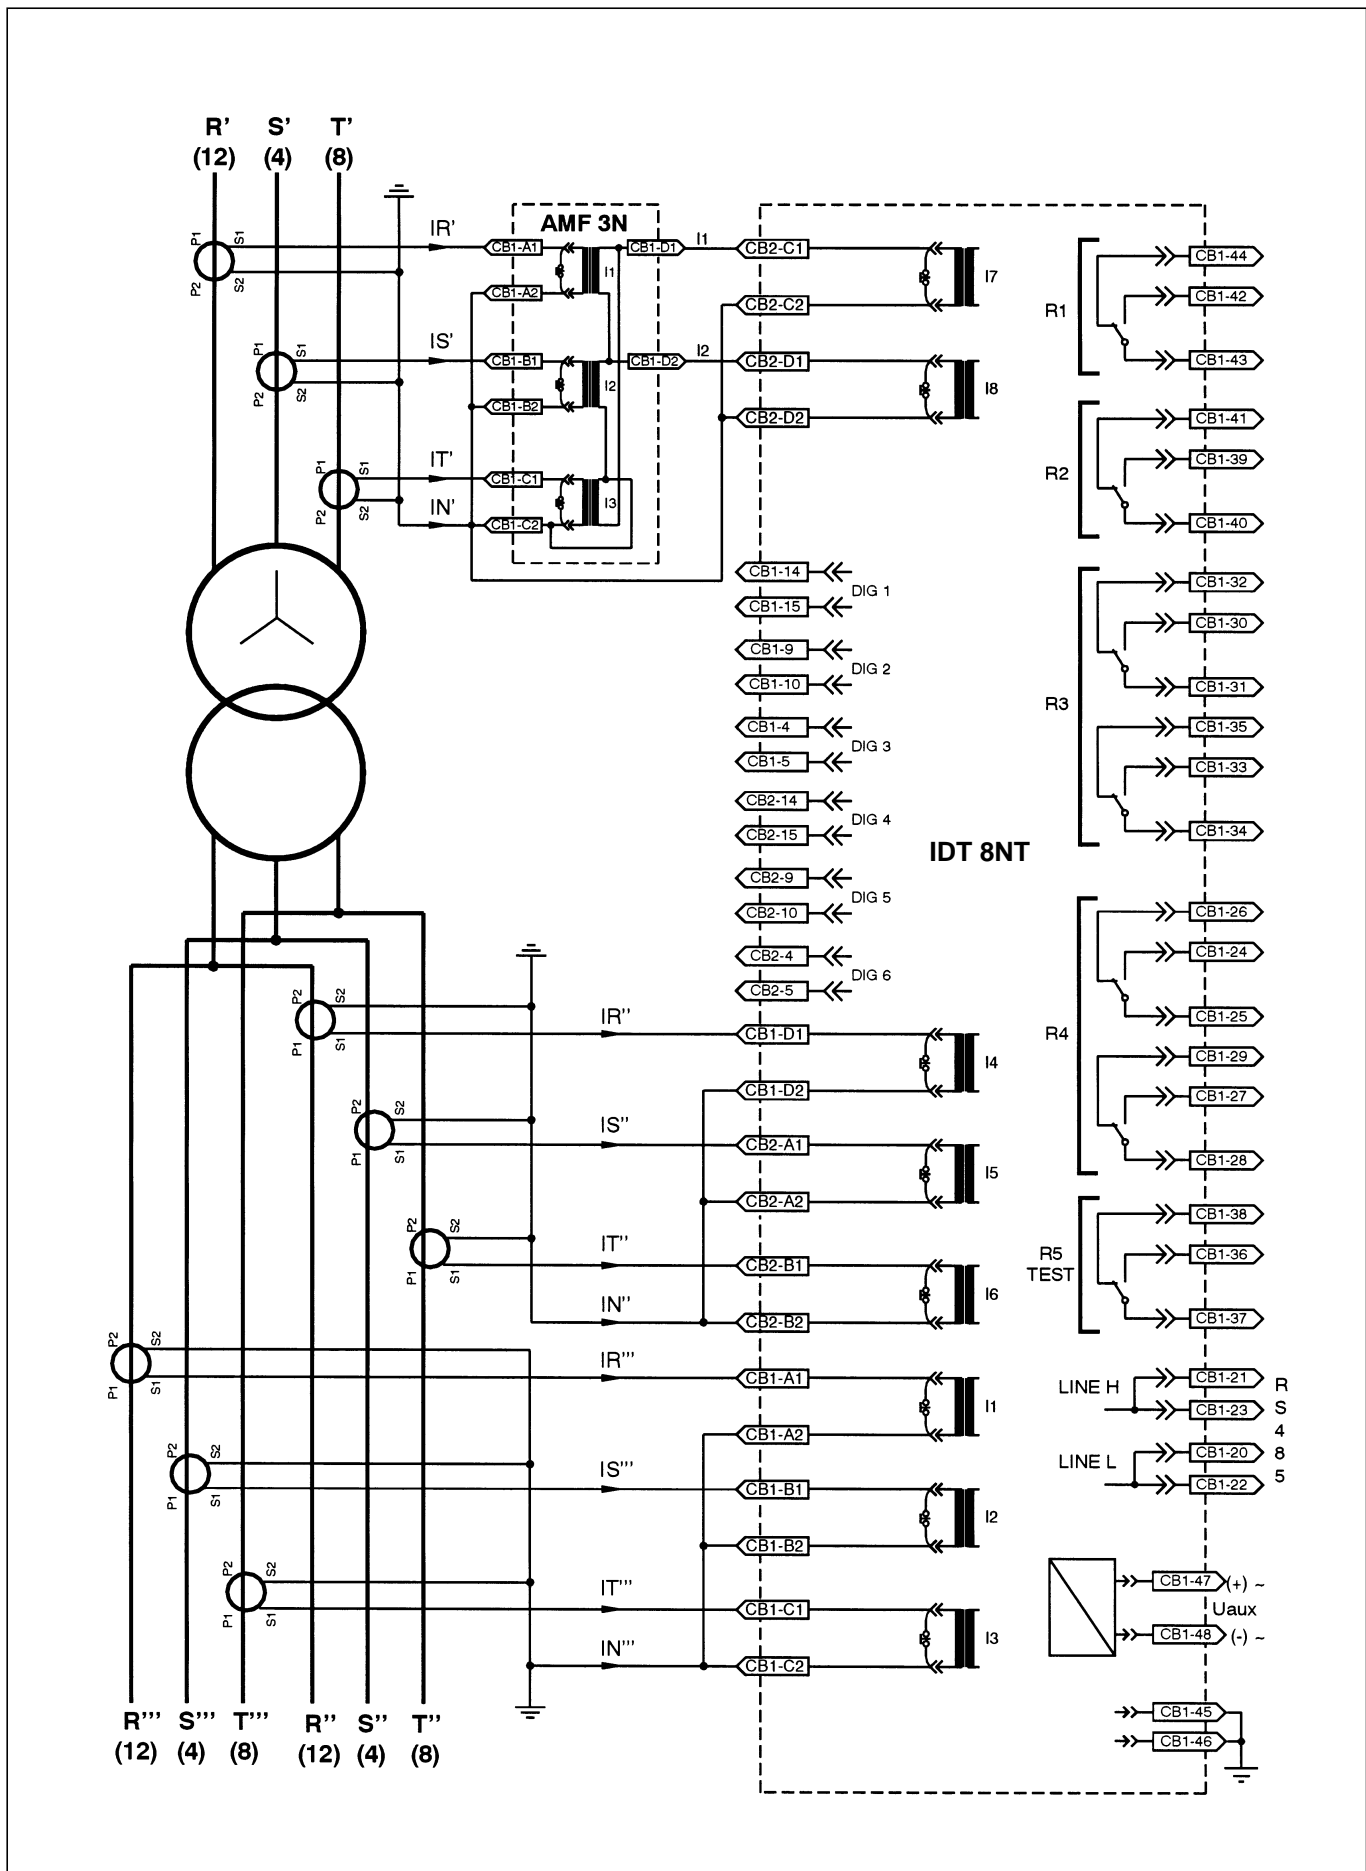 R' S' T'
(12) (4) (8)
P1 S1
P2 S2
P1 S1
P2 S2
P1 S1
P2 S2
IR'
IS'
IT'
IN'
AMF 3N
CB1-A1
CB1-A2
CB1-B1
CB1-B2
CB1-C1
CB1-C2
I1
I2
I3
CB1-D1
CB1-D2
I1
I2
CB2-C1
CB2-C2
CB2-D1
CB2-D2
I7
I8
CB1-14
DIG 1
CB1-15
CB1-9
DIG 2
CB1-10
CB1-4
DIG 3
CB1-5
CB2-14
DIG 4
CB2-15
CB2-9
DIG 5
CB2-10
CB2-4
DIG 6
CB2-5
IDT 8NT
P2 S2
P1 S1
P2 S2
P1 S1
P2 S2
P1 S1
IR''
IS''
IT''
IN''
CB1-D1
I4
CB1-D2
CB2-A1
I5
CB2-A2
CB2-B1
I6
CB2-B2
P2 S2
P1 S1
P2 S2
P1 S1
P2 S2
P1 S1
IR'''
IS'''
IT'''
IN'''
CB1-A1
I1
CB1-A2
CB1-B1
I2
CB1-B2
CB1-C1
I3
CB1-C2
R''' S''' T''' R'' S'' T''
(12) (4) (8) (12) (4) (8)
R1
CB1-44
CB1-42
CB1-43
R2
CB1-41
CB1-39
CB1-40
R3
CB1-32
CB1-30
CB1-31
CB1-35
CB1-33
CB1-34
R4
CB1-26
CB1-24
CB1-25
CB1-29
CB1-27
CB1-28
R5
TEST
CB1-38
CB1-36
CB1-37
LINE H
CB1-21
CB1-23
LINE L
CB1-20
CB1-22
R
S
4
8
5
CB1-47 (+) ~
Uaux
CB1-48 (-) ~
CB1-45
CB1-46